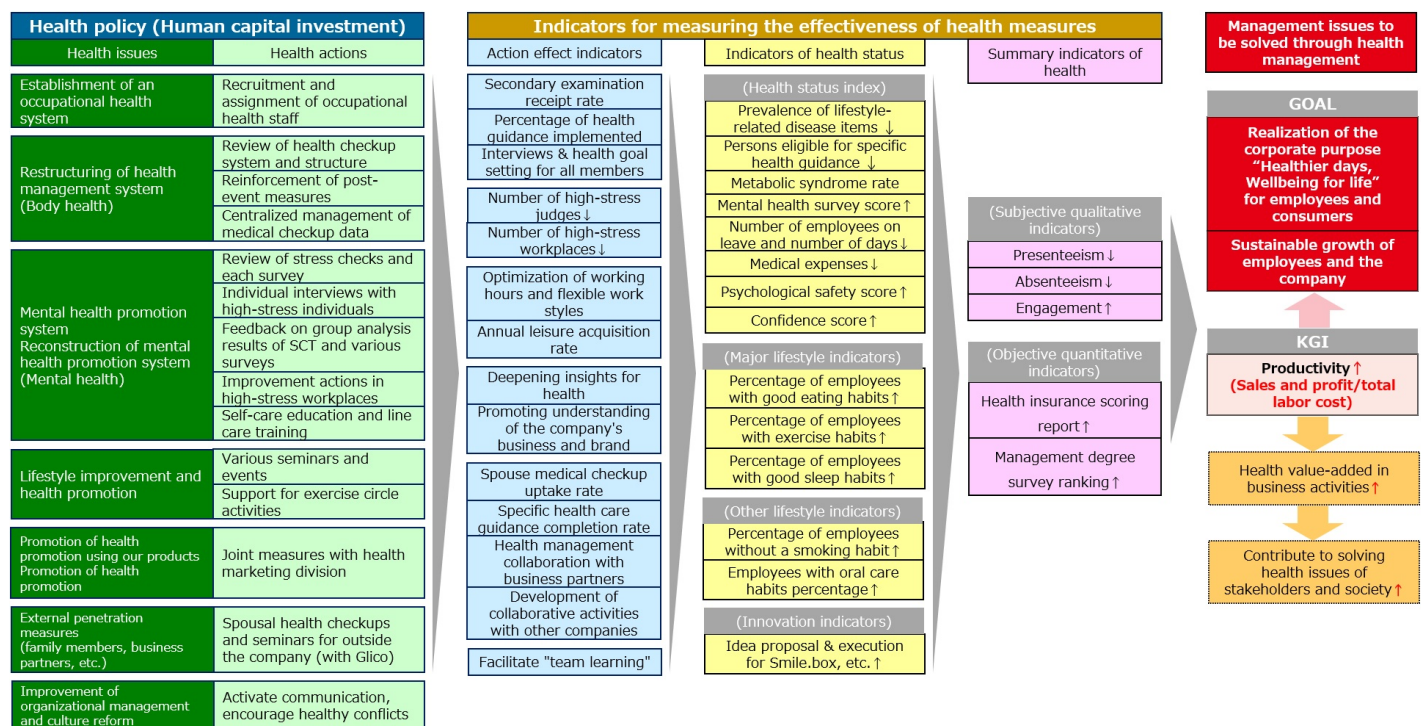 Health policy (Human capital investment)
Health issues
Health actions
Establishment of an
occupational health
system
Recruitment and
assignment of occupational
health staff
Restructuring of health
management system
(Body health)
Review of health checkup
system and structure
Reinforcement of post-
event measures
Centralized management of
medical checkup data
Mental health promotion
system
Reconstruction of mental
health promotion system
(Mental health)
Review of stress checks and
each survey
Individual interviews with
high-stress individuals
Feedback on group analysis
results of SCT and various
surveys
Improvement actions in
high-stress workplaces
Self-care education and line
care training
Lifestyle improvement and
health promotion
Various seminars and
events
Support for exercise circle
activities
Promotion of health
promotion using our products
Promotion of health
promotion
Joint measures with health
marketing division
External penetration
measures
(family members, business
partners, etc.)
Spousal health checkups
and seminars for outside
the company (with Glico)
Improvement of
organizational management
and culture reform
Activate communication,
encourage healthy conflicts
Indicators for measuring the effectiveness of health measures
Action effect indicators
Secondary examination
receipt rate
Percentage of health
guidance implemented
Interviews & health goal
setting for all members
Number of high-stress
judges↓
Number of high-stress
workplaces↓
Optimization of working
hours and flexible work
styles
Annual leisure acquisition
rate
Deepening insights for
health
Promoting understanding
of the company's
business and brand
Spouse medical checkup
uptake rate
Specific health care
guidance completion rate
Health management
collaboration with
business partners
Development of
collaborative activities
with other companies
Facilitate "team learning"
Indicators of health status
(Health status index)
Prevalence of lifestyle-
related disease items ↓
Persons eligible for specific
health guidance ↓
Metabolic syndrome rate
Mental health survey score↑
Number of employees on
leave and number of days↓
Medical expenses↓
Psychological safety score↑
Confidence score↑
(Major lifestyle indicators)
Percentage of employees
with good eating habits↑
Percentage of employees
with exercise habits↑
Percentage of employees
with good sleep habits↑
(Other lifestyle indicators)
Percentage of employees
without a smoking habit↑
Employees with oral care
habits percentage↑
(Innovation indicators)
Idea proposal & execution
for Smile.box, etc.↑
Summary indicators of
health
(Subjective qualitative
indicators)
Presenteeism↓
Absenteeism↓
Engagement↑
(Objective quantitative
indicators)
Health insurance scoring
report↑
Management degree
survey ranking↑
Management issues to
be solved through health
management
GOAL
Realization of the
corporate purpose
“Healthier days,
Wellbeing for life”
for employees and
consumers
Sustainable growth of
employees and the
company
KGI
Productivity↑
(Sales and profit/total
labor cost)
Health value-added in
business activities↑
Contribute to solving
health issues of
stakeholders and society↑